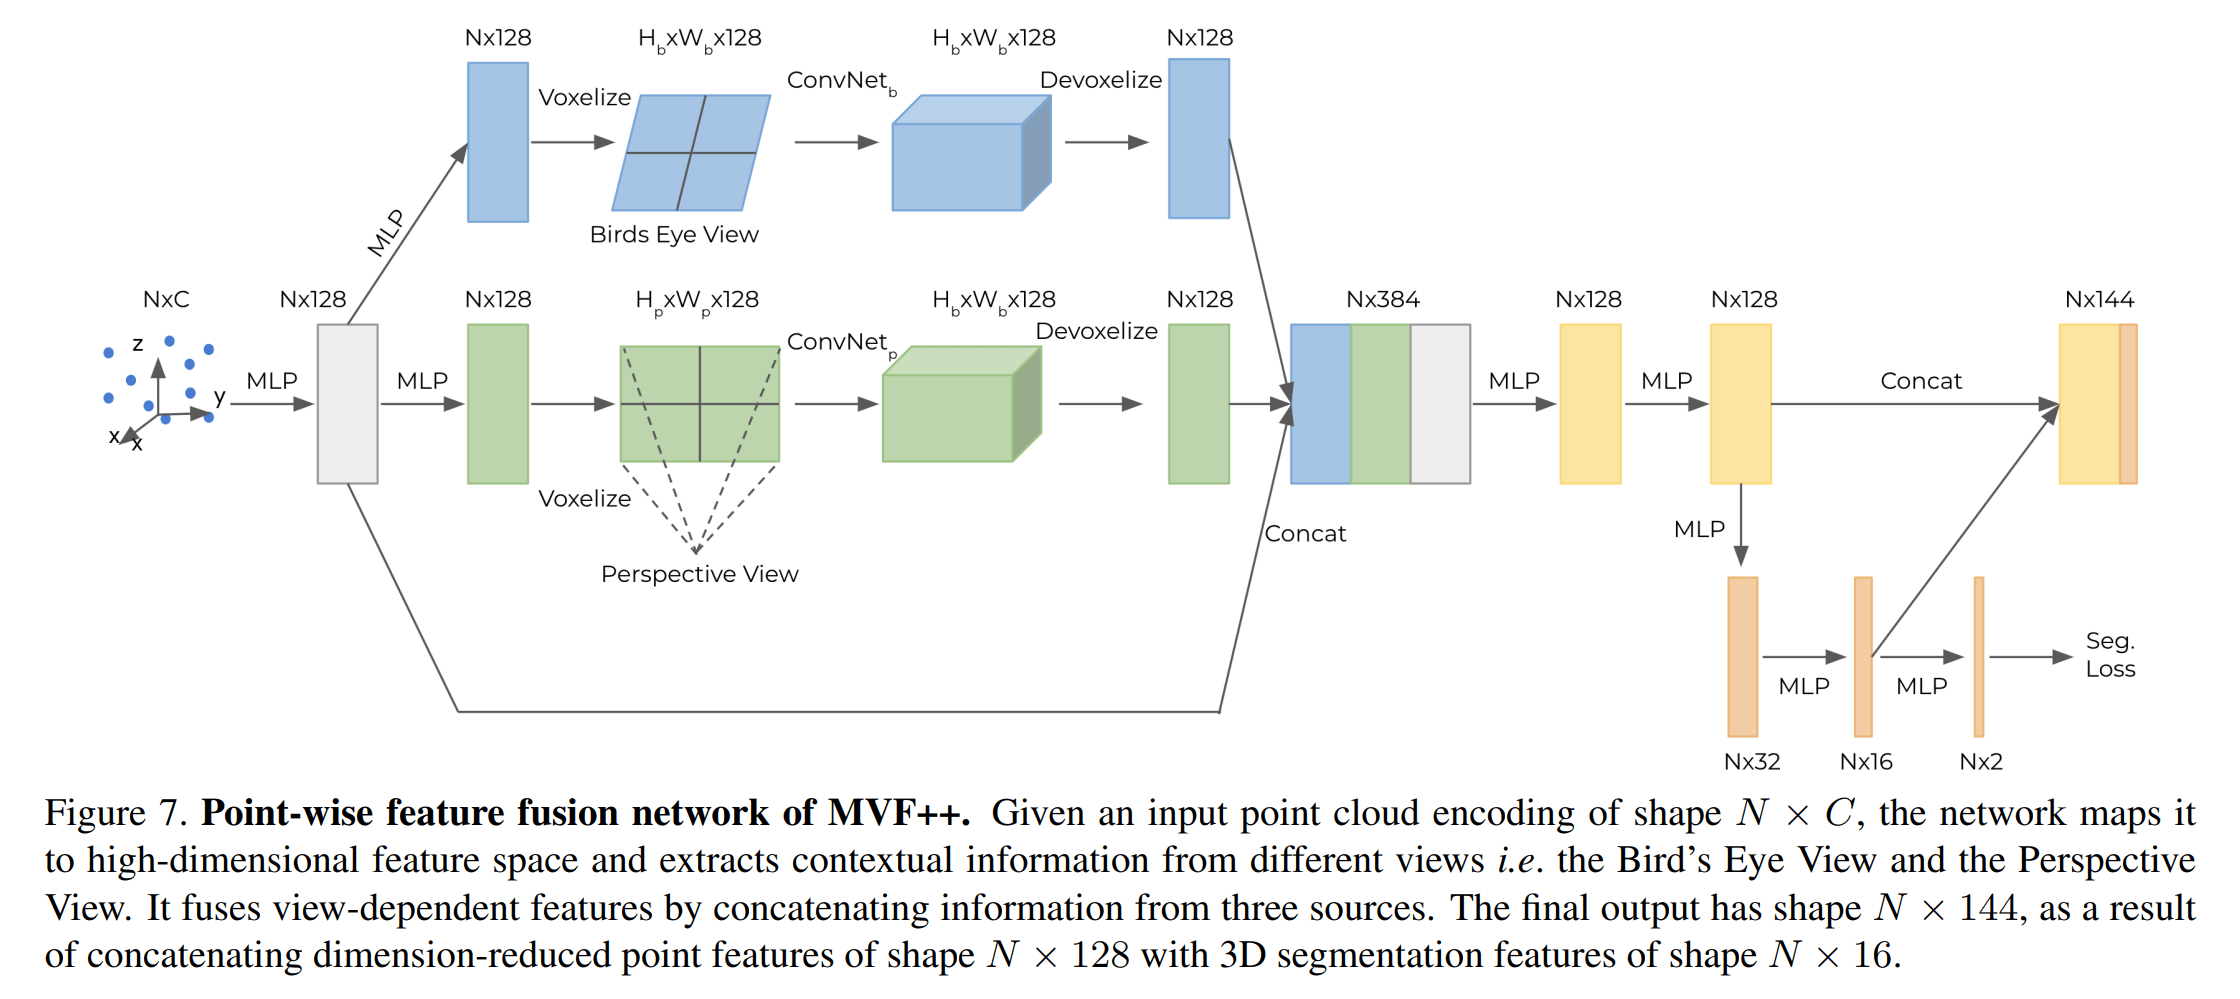 Nx128
H_bxW_bx128
H_bxW_bx128
Nx128
Voxelize
ConvNet_b
Devoxelize
MLP
Birds Eye View
NxC
Nx128
Nx128
H_pxW_px128
H_bxW_bx128
Nx128
Nx384
Nx128
Nx128
Nx144
z
y
x
x
MLP
MLP
ConvNet_p
Devoxelize
MLP
MLP
Concat
Voxelize
Perspective View
Concat
MLP
MLP
MLP
Seg.
Loss
Nx32
Nx16
Nx2
Figure 7. Point-wise feature fusion network of MVF++. Given an input point cloud encoding of shape N × C, the network maps it
to high-dimensional feature space and extracts contextual information from different views i.e. the Bird's Eye View and the Perspective
View. It fuses view-dependent features by concatenating information from three sources. The final output has shape N × 144, as a result
of concatenating dimension-reduced point features of shape N × 128 with 3D segmentation features of shape N × 16.